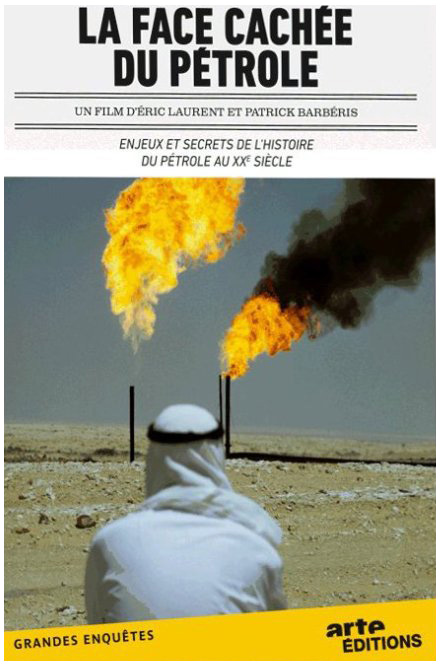 LA FACE CACHÉE
DU PÉTROLE
UN FILM D'ÉRIC LAURENT ET PATRICK BARBÉRIS
ENJEUX ET SECRETS DE L'HISTOIRE
DU PÉTROLE AU XXE SIÈCLE
GRANDES ENQUÊTES
arte
ÉDITIONS